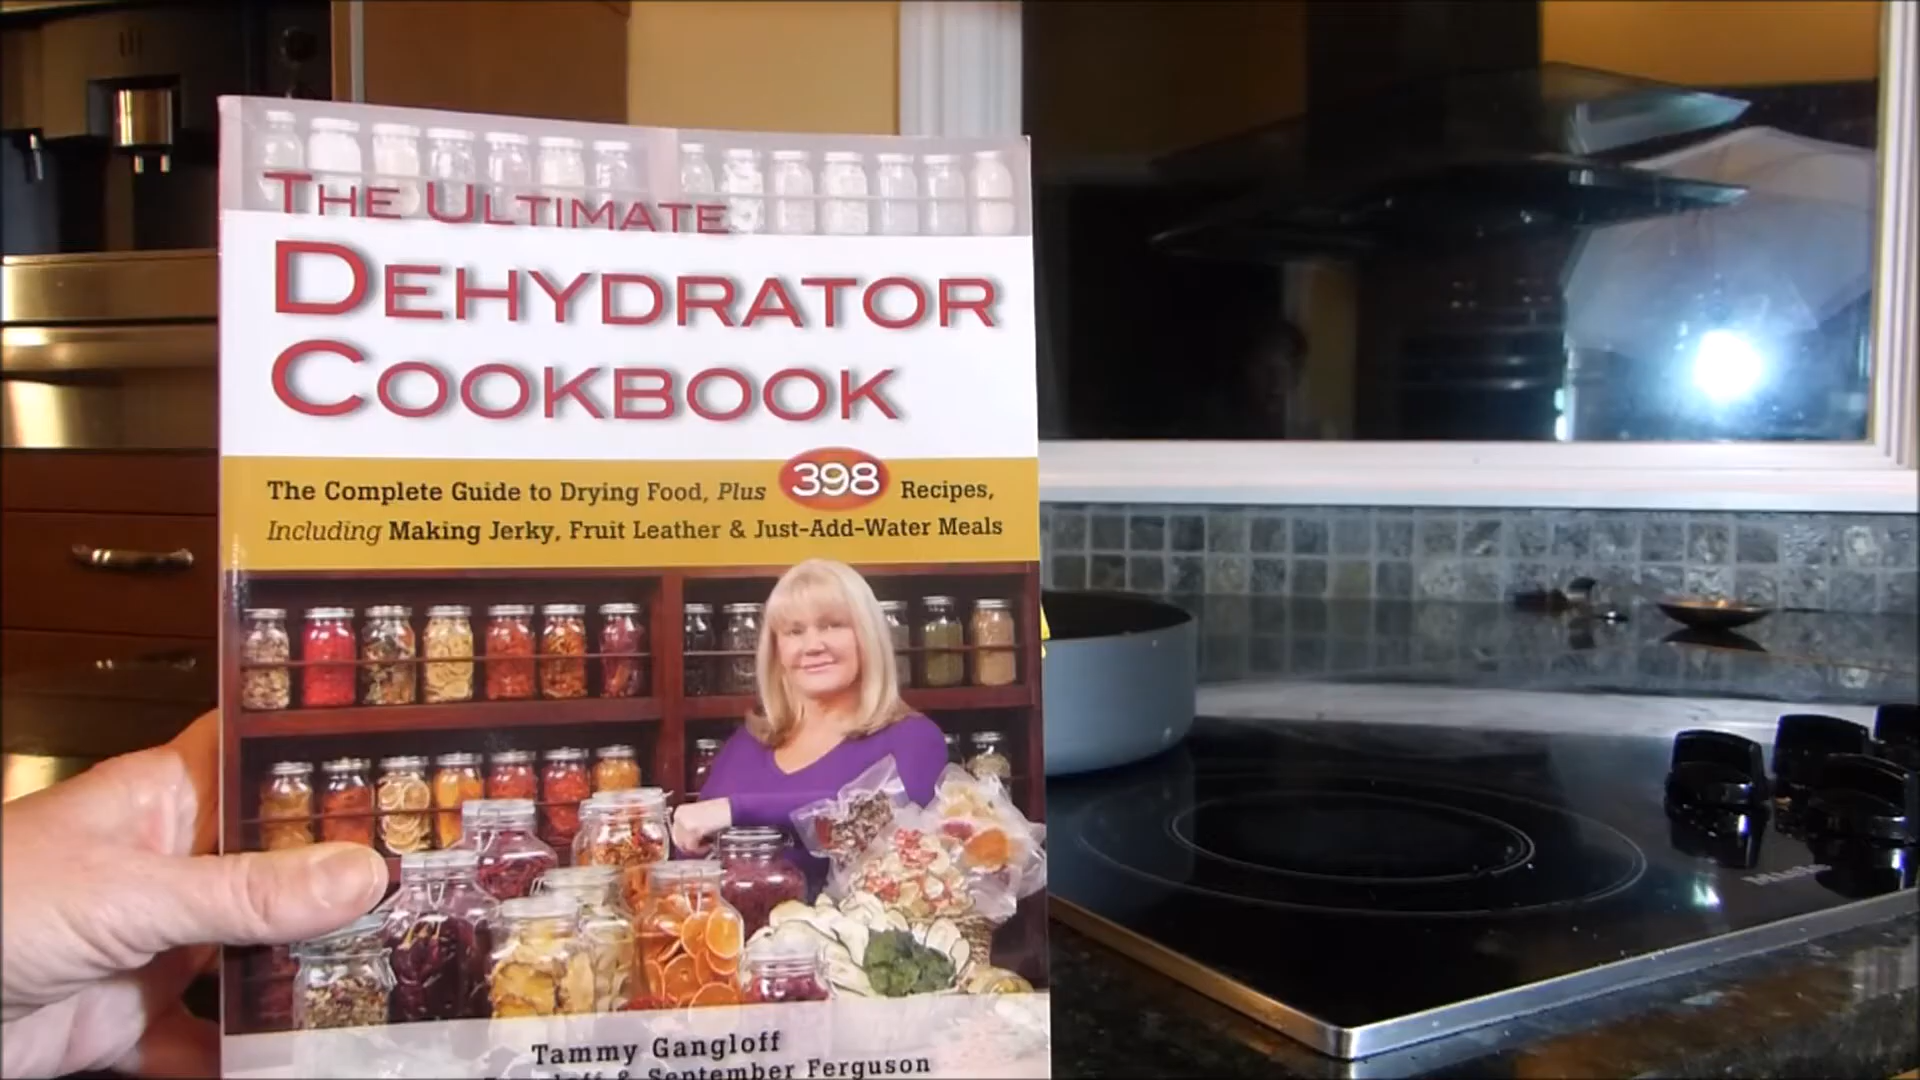 THE ULTIMATE
DEHYDRATOR
COOKBOOK
The Complete Guide to Drying Food, Plus 398 Recipes,
Including Making Jerky, Fruit Leather & Just-Add-Water Meals
Tammy Gangloff
& September Ferguson